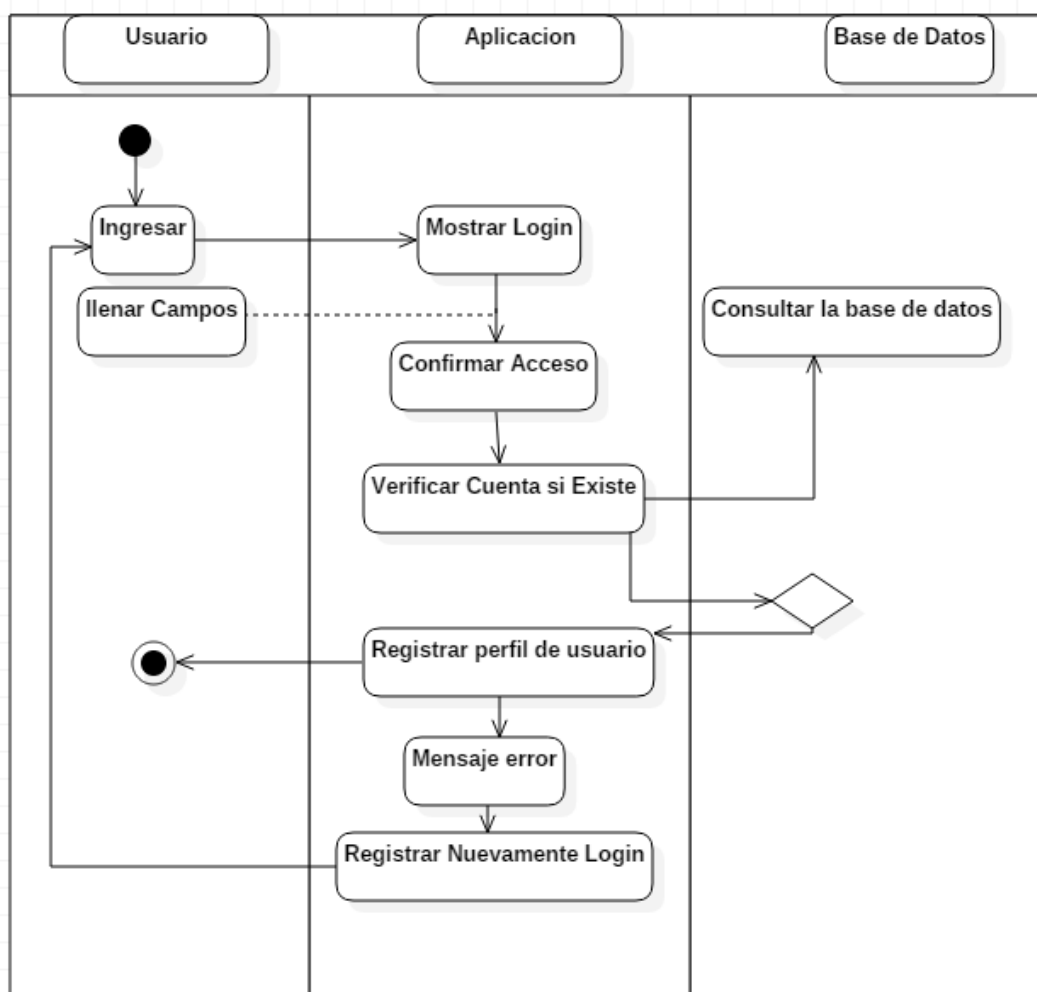 Usuario
Aplicacion
Base de Datos
Ingresar
Mostrar Login
llenar Campos
Consultar la base de datos
Confirmar Acceso
Verificar Cuenta si Existe
Registrar perfil de usuario
Mensaje error
Registrar Nuevamente Login